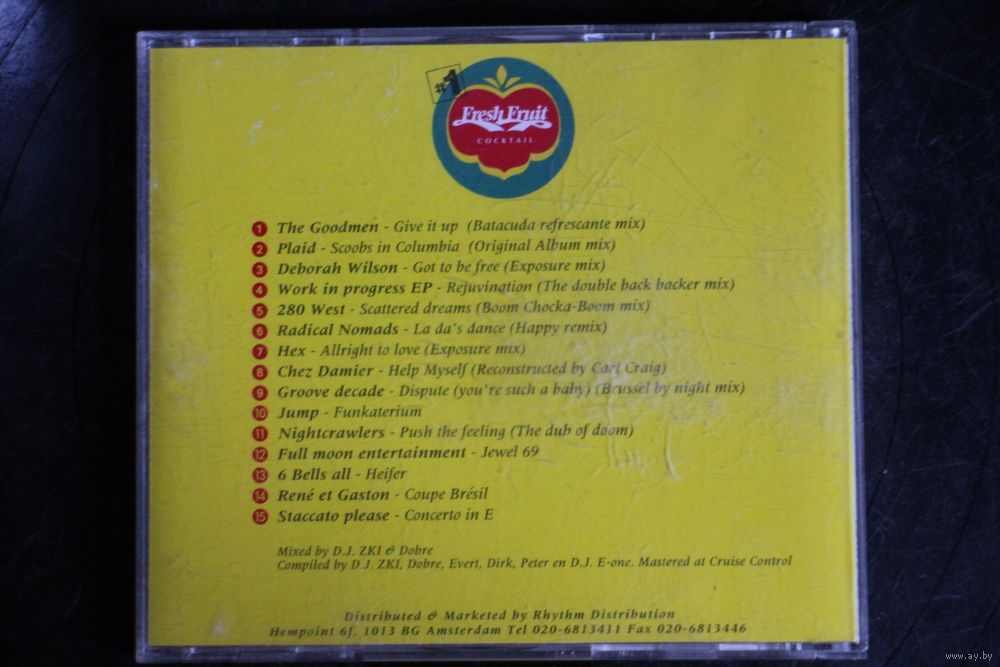 #1
Fresh Fruit
COCKTAIL
1 The Goodmen - Give it up (Batacuda refrescante mix)
2 Plaid - Scoobs in Columbia (Original Album mix)
3 Deborah Wilson - Got to be free (Exposure mix)
4 Work in progress EP - Rejuvination (The double back backer mix)
5 280 West - Scattered dreams (Boom Chocka-Boom mix)
6 Radical Nomads - La da's dance (Happy remix)
7 Hex - Allright to love (Exposure mix)
8 Chez Damier - Help Myself (Reconstructed by Carl Craig)
9 Groove decade - Dispute (you're such a baby) (Brussel by night mix)
10 Jump - Funkaterium
11 Nightcrawlers - Push the feeling (The dub of doom)
12 Full moon entertainment - Jewel 69
13 6 Bells all - Heifer
14 René et Gaston - Coupe Brésil
15 Staccato please - Concerto in E
Mixed by D.J. ZKI & Dobre
Compiled by D.J. ZKI, Dobre, Evert, Dirk, Peter en D.J. E-one. Mastered at Cruise Control
Distributed & Marketed by Rhythm Distribution
Hempoint 6f, 1013 BG Amsterdam Tel 020-6813411 Fax 020-6813446
www.ay.by